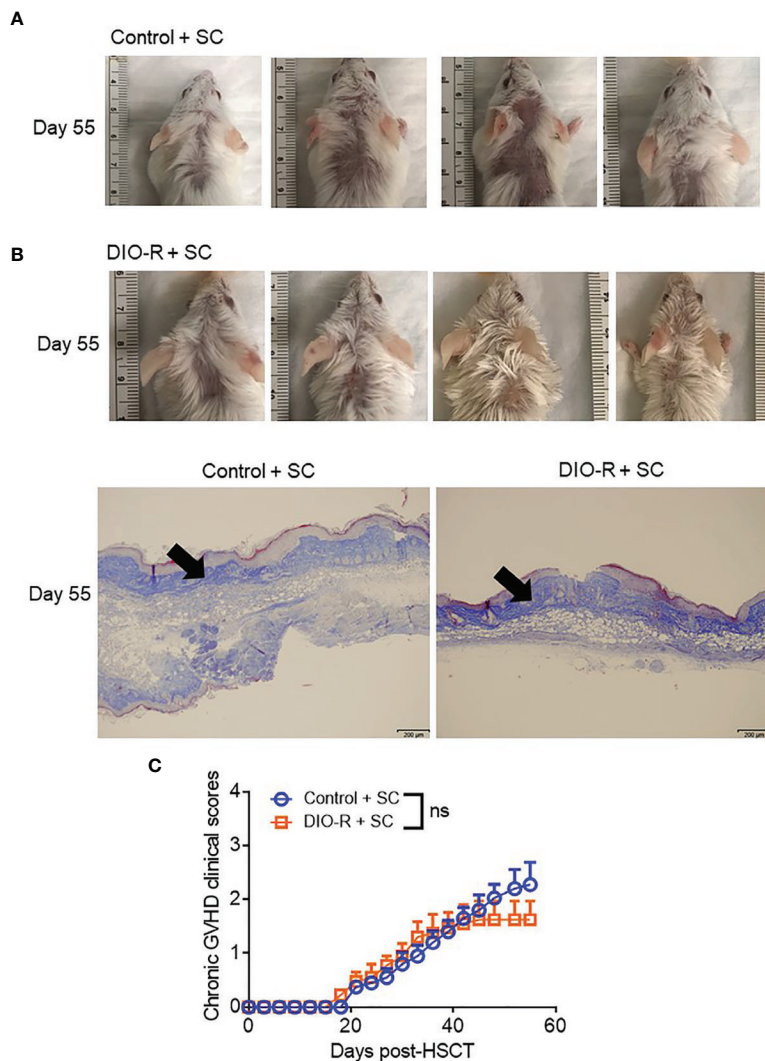 A
Control + SC
Day 55
B
DIO-R + SC
Day 55
Control + SC
DIO-R + SC
Day 55
200 µm
200 µm
C
Chronic GVHD clinical scores
4
3
2
1
0
Control + SC
DIO-R + SC
ns
0
20
40
60
Days post-HSCT